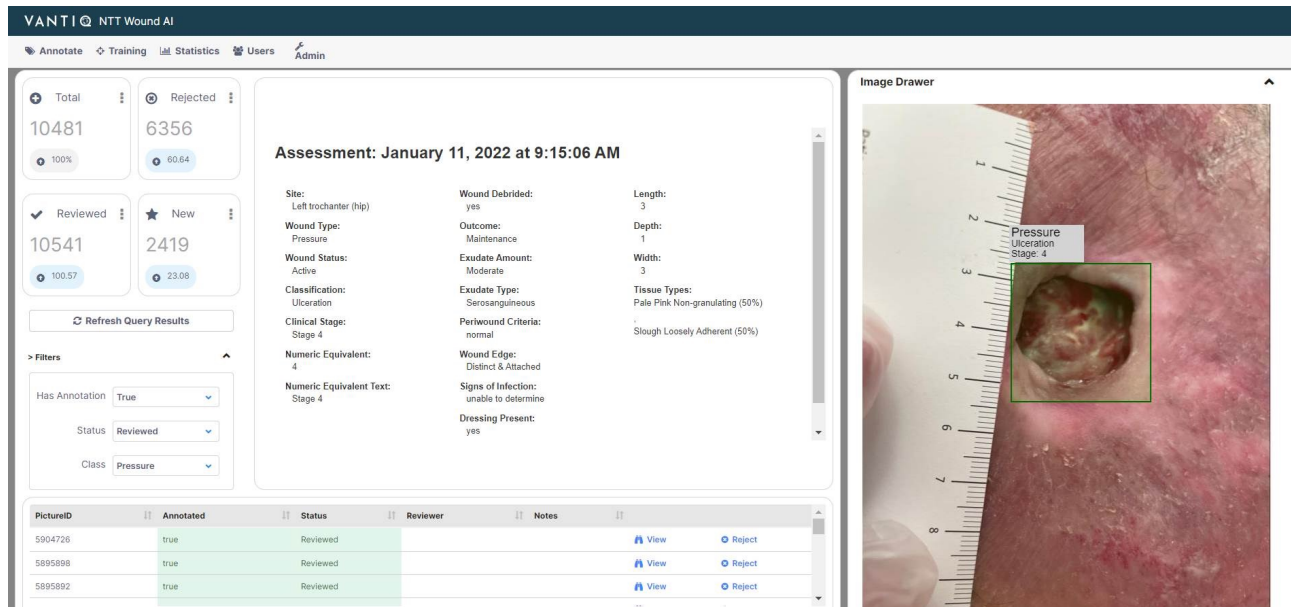 VANTIQ NTT Wound AI
Annotate Training Statistics Users Admin
Total
10481
100%
Rejected
6356
60.64
Reviewed
10541
100.57
New
2419
23.08
Refresh Query Results
> Filters
Has Annotation True
Status Reviewed
Class Pressure
Assessment: January 11, 2022 at 9:15:06 AM
Site:
Left trochanter (hip)
Wound Type:
Pressure
Wound Status:
Active
Classification:
Ulceration
Clinical Stage:
Stage 4
Numeric Equivalent:
4
Numeric Equivalent Text:
Stage 4
Wound Debrided:
yes
Outcome:
Maintenance
Exudate Amount:
Moderate
Exudate Type:
Serosanguineous
Periwound Criteria:
normal
Wound Edge:
Distinct & Attached
Signs of Infection:
unable to determine
Dressing Present:
yes
Length:
3
Depth:
1
Width:
3
Tissue Types:
Pale Pink Non-granulating (50%)
,
Slough Loosely Adherent (50%)
PictureID Annotated Status Reviewer Notes
5904726 true Reviewed View Reject
5895898 true Reviewed View Reject
5895892 true Reviewed View Reject
Image Drawer
Pressure
Ulceration
Stage: 4
1
2
3
4
5
6
7
8